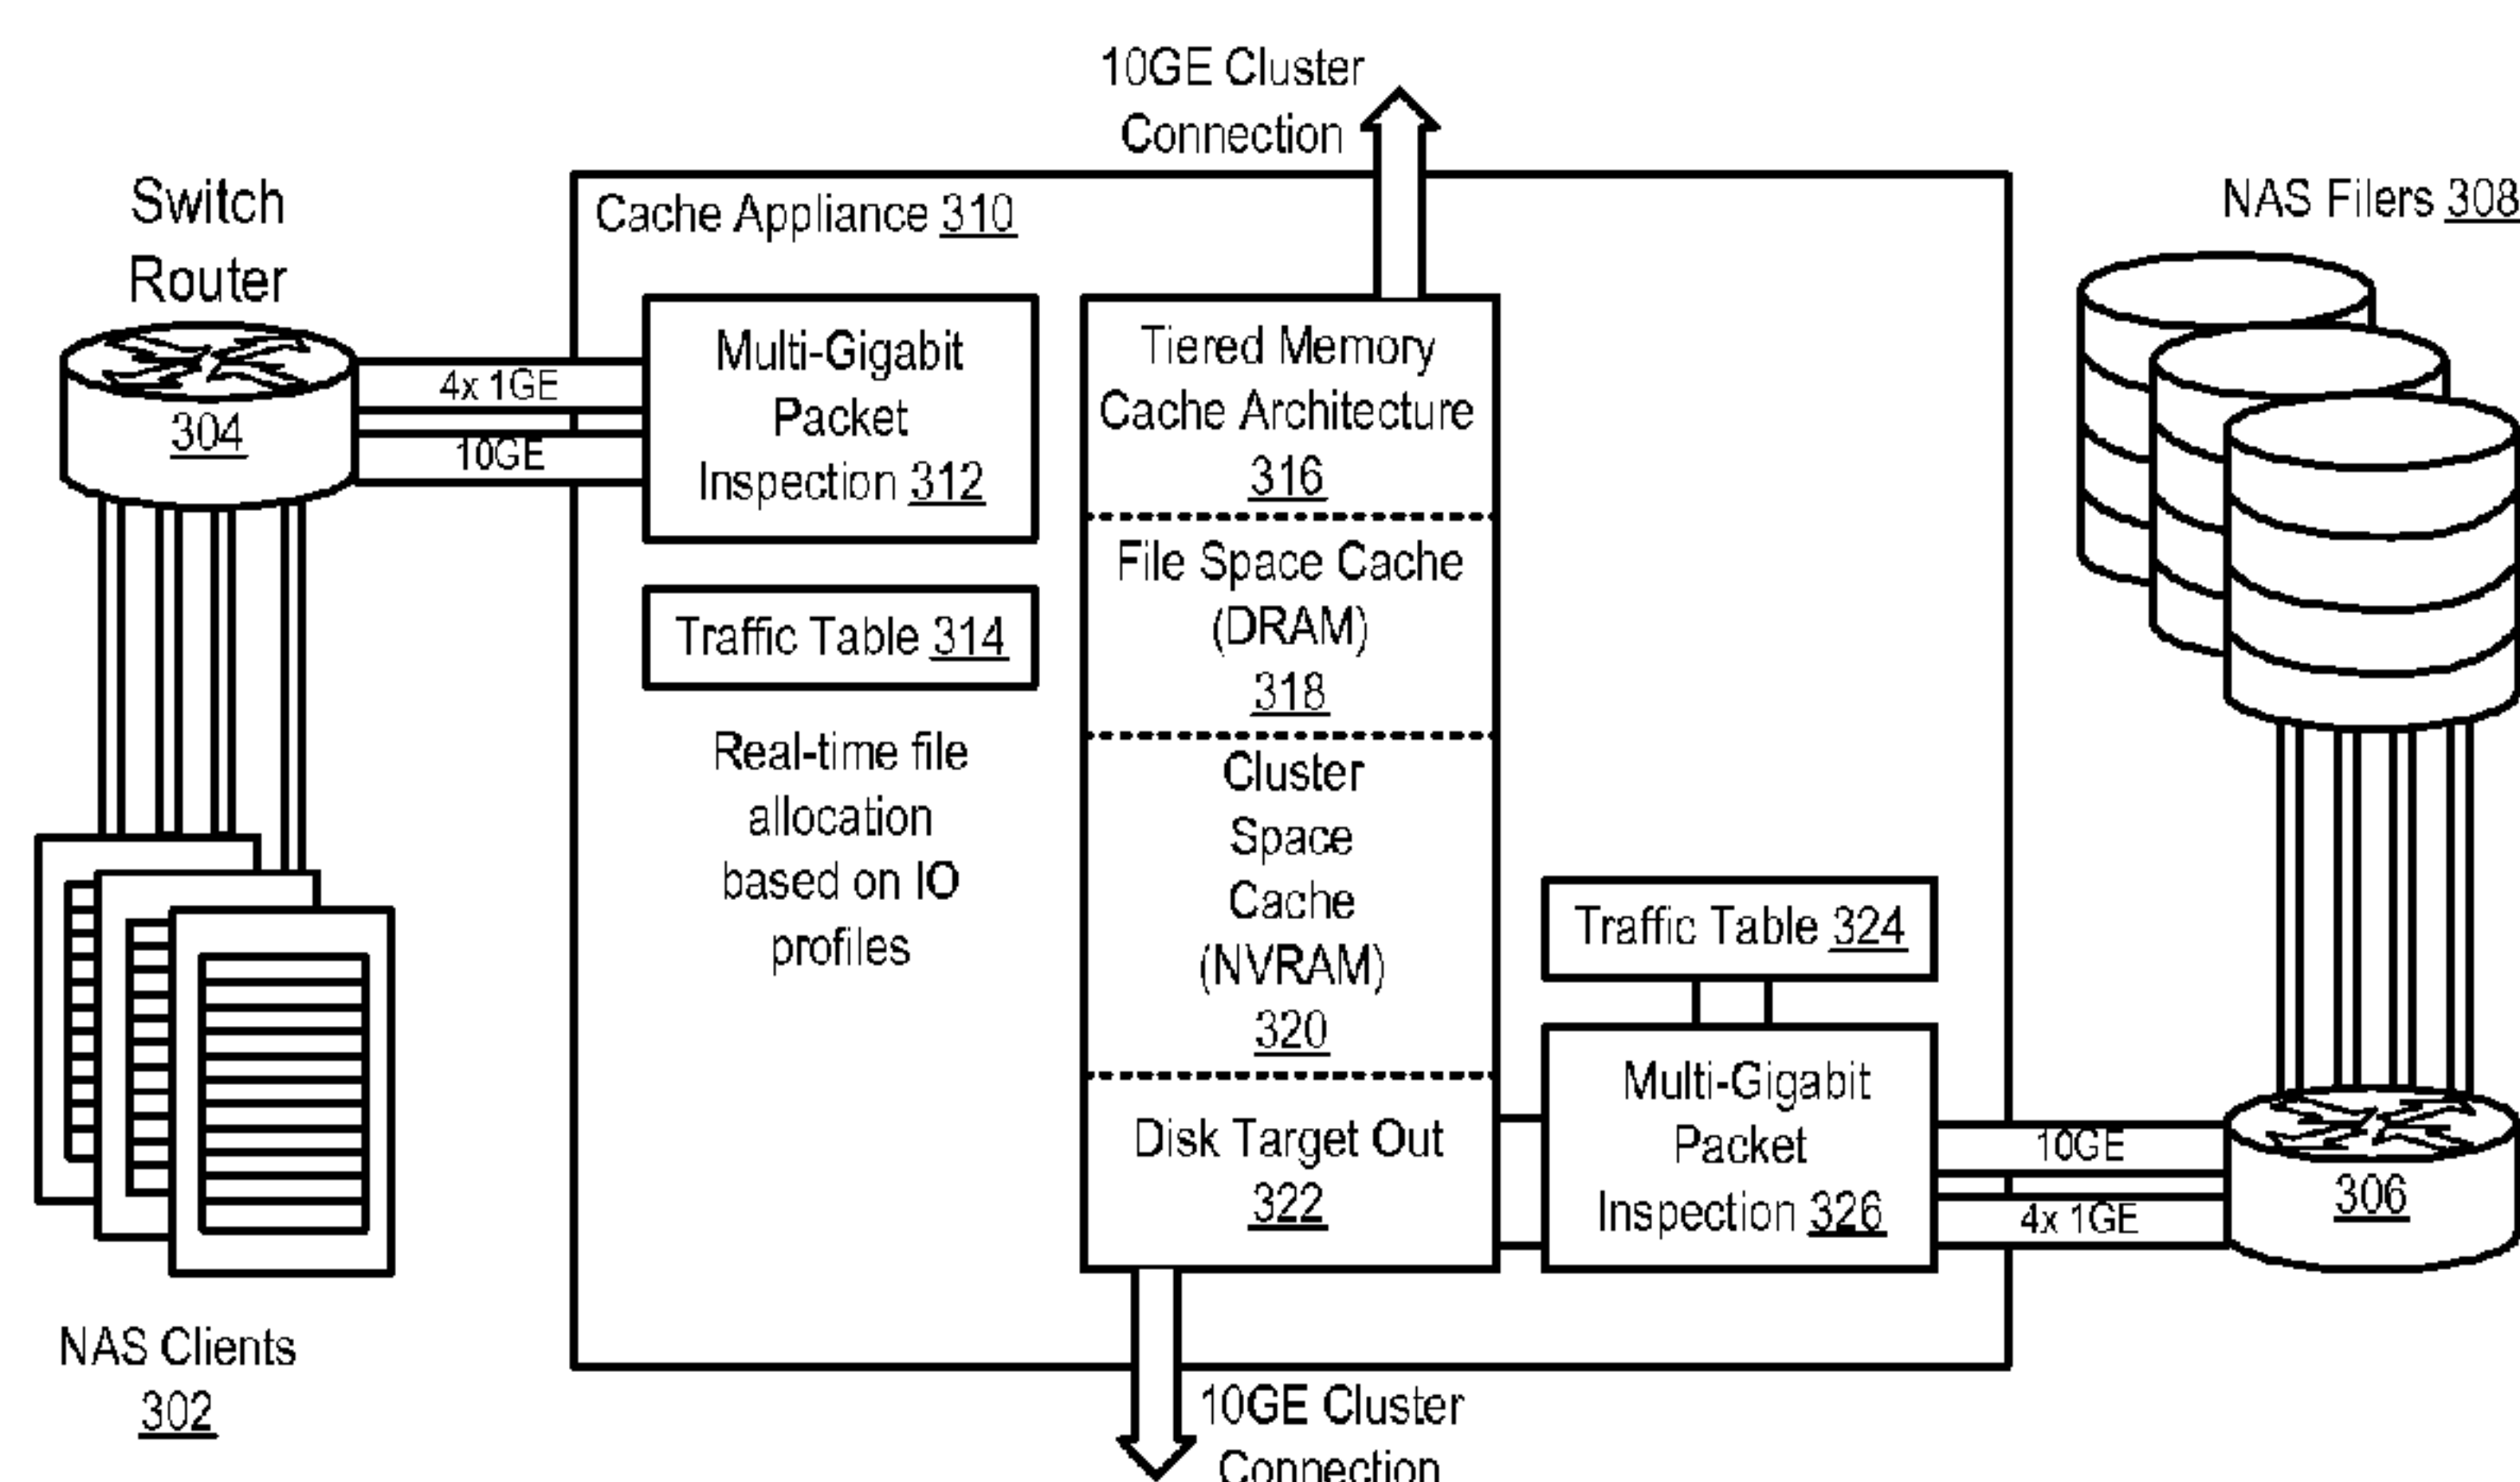 10GE Cluster
Connection
Switch
Router
304
4x 1GE
10GE
NAS Clients
302
Cache Appliance 310
Multi-Gigabit
Packet
Inspection 312
Traffic Table 314
Real-time file
allocation
based on IO
profiles
Tiered Memory
Cache Architecture
316
File Space Cache
(DRAM)
318
Cluster
Space
Cache
(NVRAM)
320
Disk Target Out
322
Traffic Table 324
Multi-Gigabit
Packet
Inspection 326
10GE
4x 1GE
NAS Filers 308
306
10GE Cluster
Connection